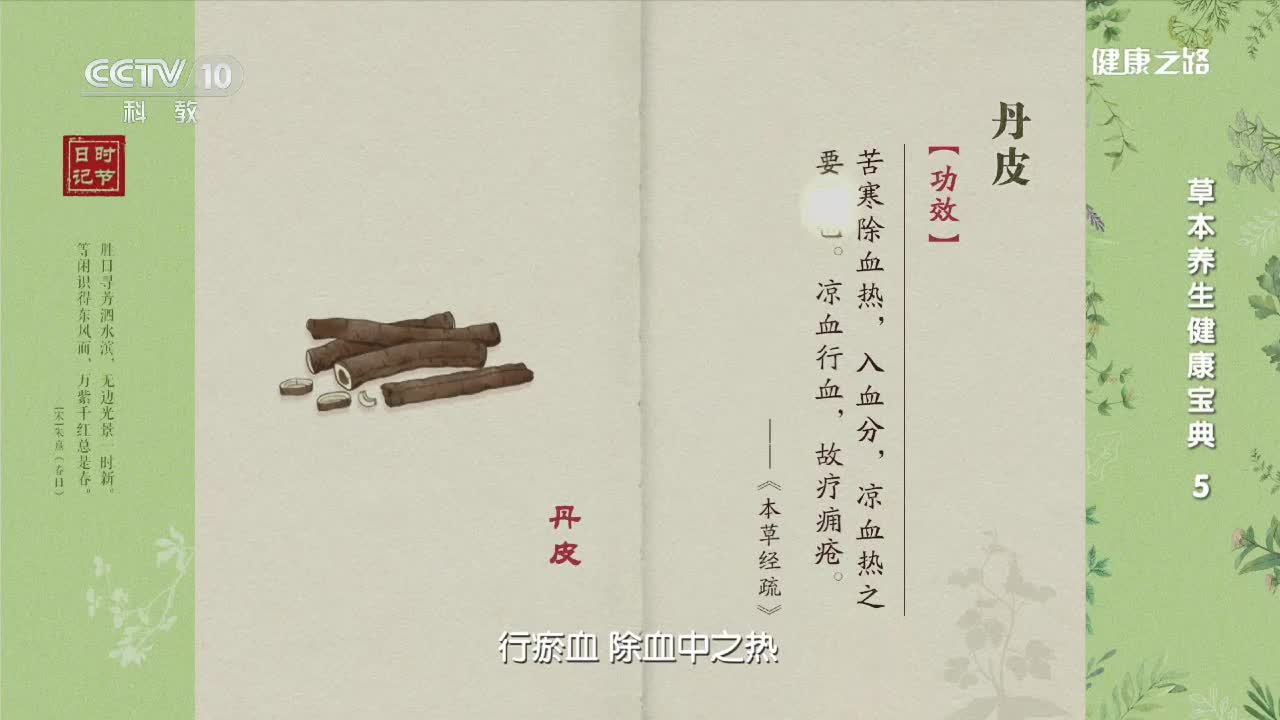 CCTV 10
科 教
健康之路
时节
日记
胜日寻芳泗水滨，无边光景一时新。
等闲识得东风面，万紫千红总是春。
[宋]朱熹《春日》
丹皮
【功效】
苦寒除血热，入血分，凉血热之
要 。凉血行血，故疗痈疮。
——《本草经疏》
丹皮
草本养生健康宝典 5
行瘀血 除血中之热